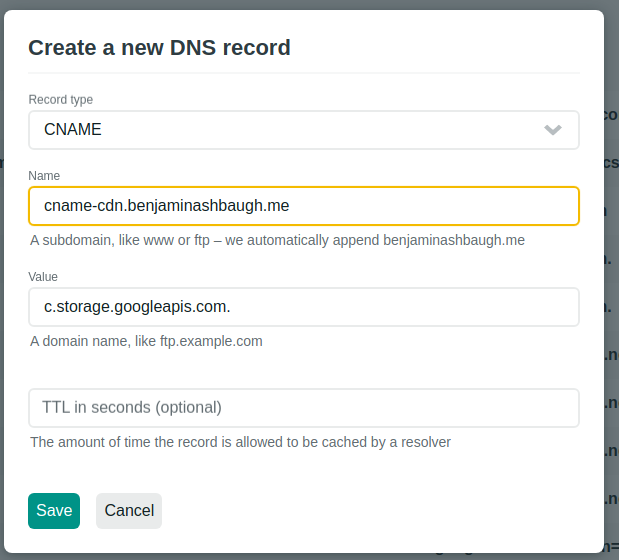 Create a new DNS record
Record type
CNAME
Name
cname-cdn.benjaminashbaugh.me
A subdomain, like www or ftp – we automatically append benjaminashbaugh.me
Value
c.storage.googleapis.com.
A domain name, like ftp.example.com
TTL in seconds (optional)
The amount of time the record is allowed to be cached by a resolver
Save
Cancel